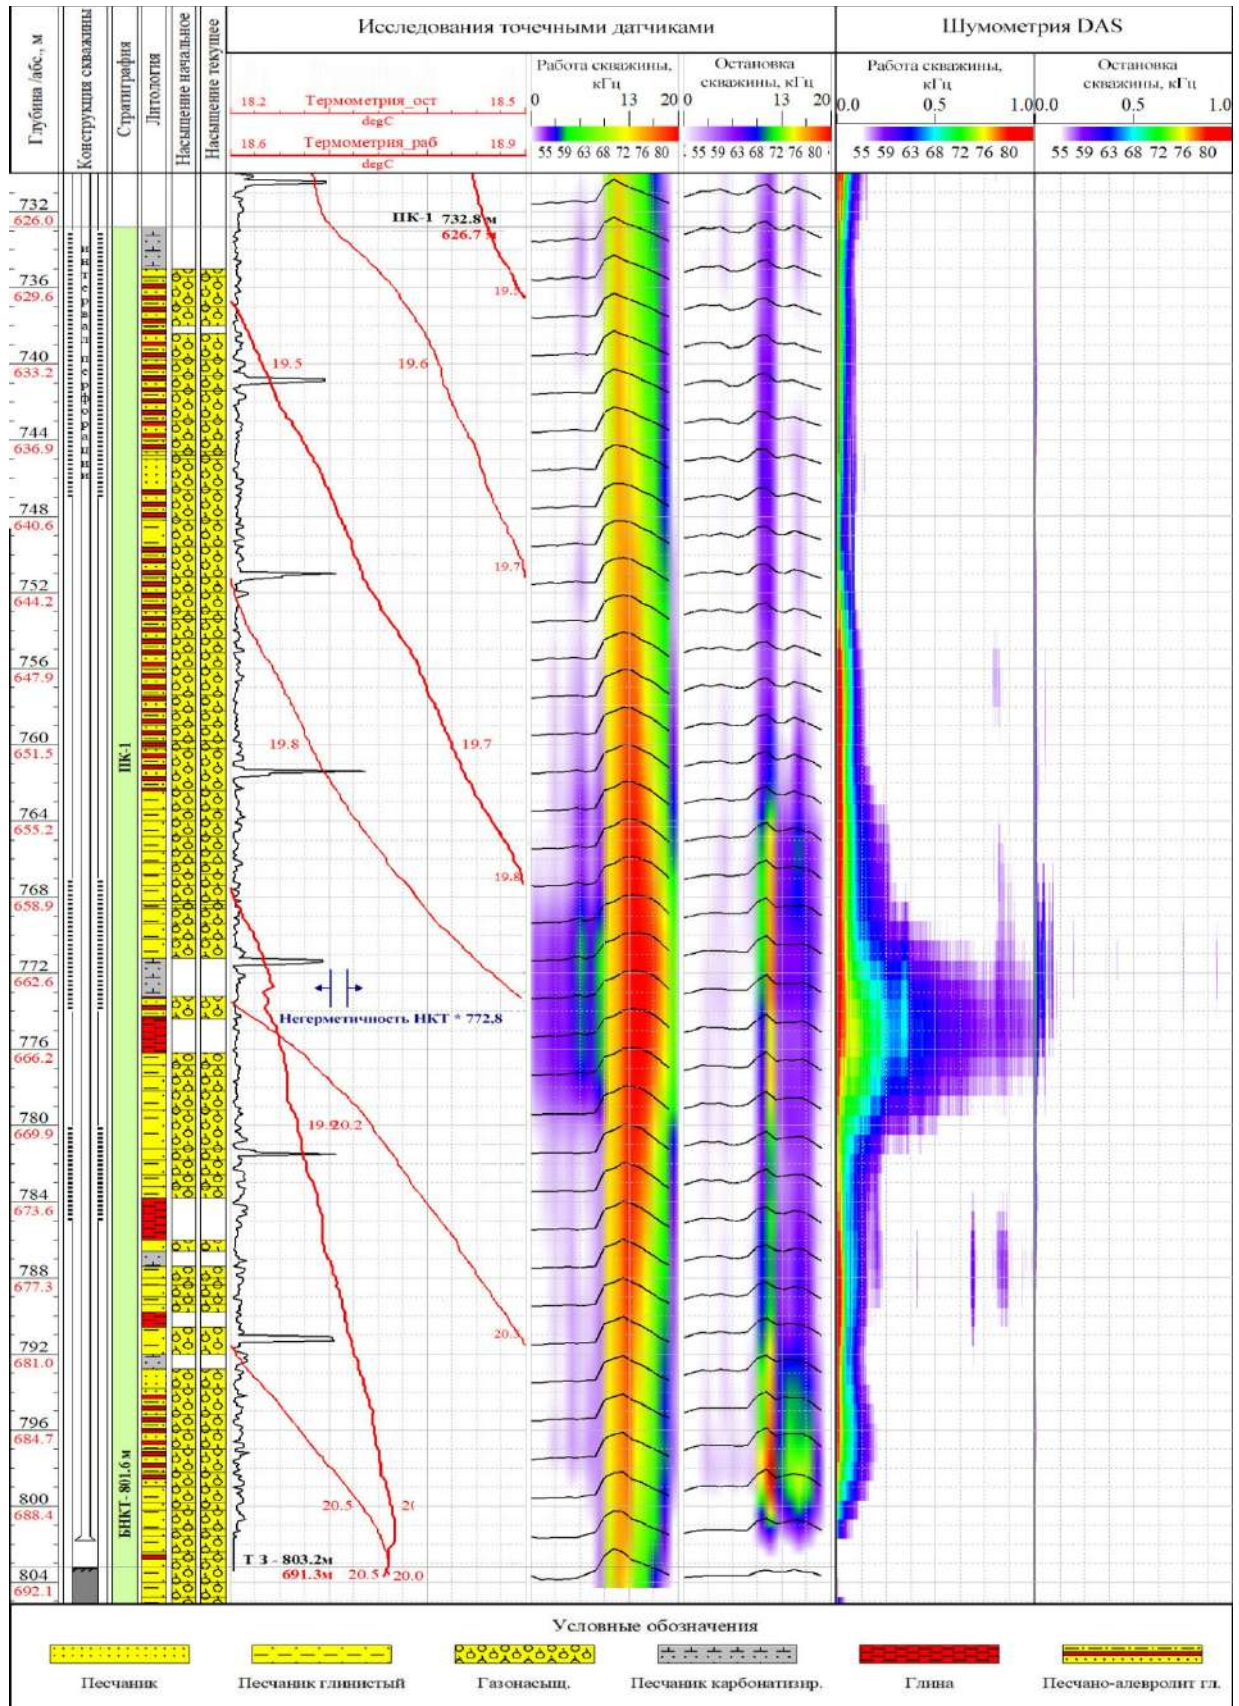 Исследования точечными датчиками
Шумометрия DAS
Глубина /абс., м
Конструкция скважины
Стратиграфия
Литология
Насыщение начальное
Насыщение текущее
18.2 Термометрия_ост 18.5
degC
18.6 Термометрия_раб 18.9
degC
Работа скважины,
кГц
0 13 20
55 59 63 68 72 76 80
Остановка
скважины, кГц
0 13 20
55 59 63 68 72 76 80
Работа скважины,
кГц
0.0 0.5 1.0
55 59 63 68 72 76 80
Остановка
скважины, кГц
0.0 0.5 1.0
55 59 63 68 72 76 80
732
626.0
736
629.6
740
633.2
744
636.9
748
640.6
752
644.2
756
647.9
760
651.5
764
655.2
768
658.9
772
662.6
776
666.2
780
669.9
784
673.6
788
677.3
792
681.0
796
684.7
800
688.4
804
692.1
интервал перфорации
ПК-1
БНКТ- 801.6 м
ПК-1 732.8 м
626.7 м
19.5
19.6
19.7
19.8
19.7
19.8
Негерметичность НКТ * 772,8
19.9
20.2
20.5
Т З - 803.2м
691.3м
20.5
20.0
Условные обозначения
Песчаник
Песчаник глинистый
Газонасыщ.
Песчаник карбонатизир.
Глина
Песчано-алевролит гл.